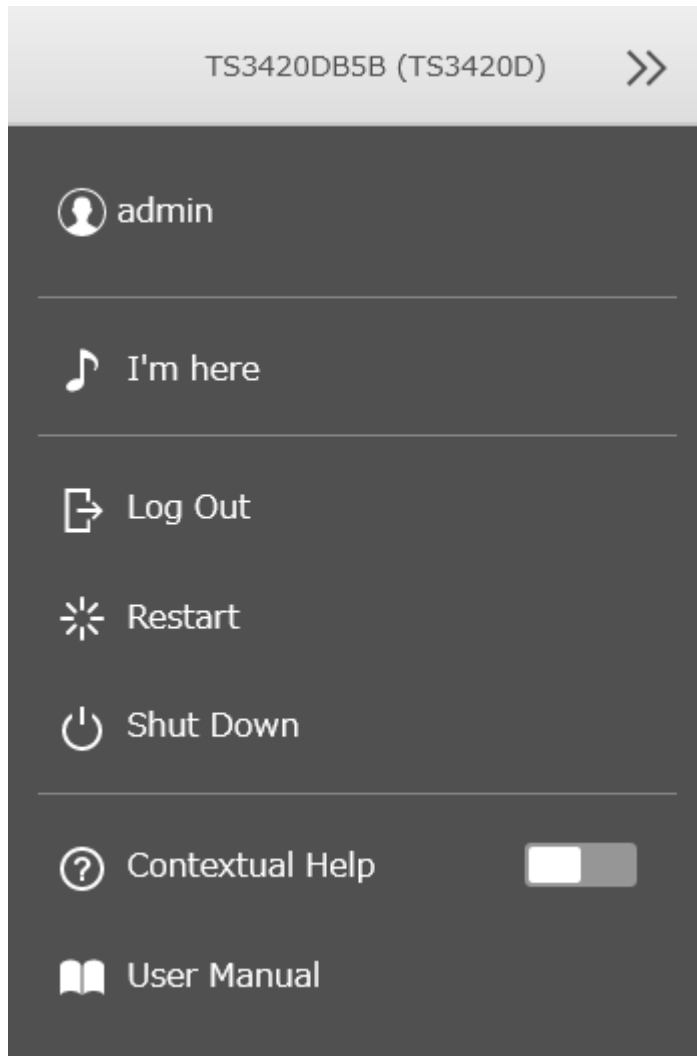 TS3420DB5B (TS3420D)
admin
I'm here
Log Out
Restart
Shut Down
Contextual Help
User Manual